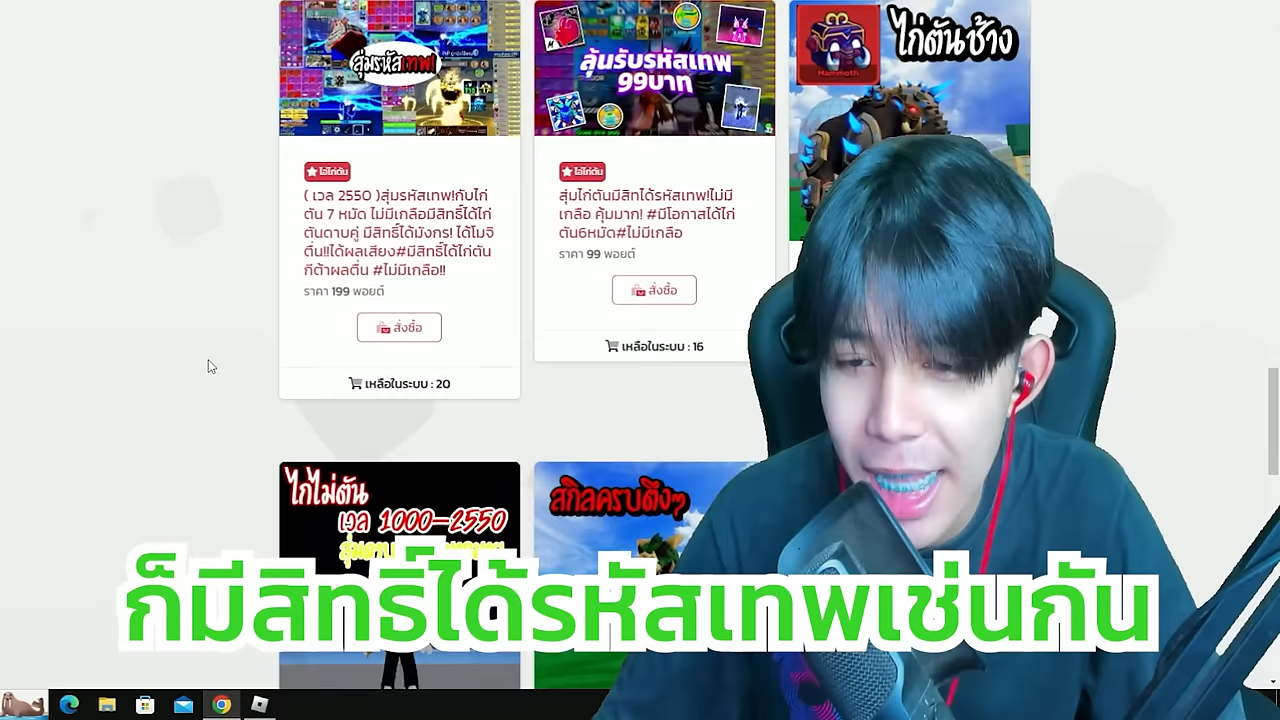 สุ่มรหัสเทพ!
ลุ้นรับรหัสเทพ
99บาท
Mammoth
ไก่ตันช้าง
ไอไก่ตัน
( เวล 2550 )สุ่มรหัสเทพ!กับไก่
ตัน 7 หมัด ไม่มีเกลือมีสิทธิ์ได้ไก่
ตันดาบคู่ มีสิทธิ์ได้มังกร! ได้โมจิ
ตื่น!!ได้ผลเสียง#มีสิทธิ์ได้ไก่ตัน
กีต้าผลตื่น #ไม่มีเกลือ!!
ราคา 199 พอยต์
สั่งซื้อ
เหลือในระบบ : 20
ไอไก่ตัน
สุ่มไก่ตันมีสิทได้รหัสเทพ!ไม่มี
เกลือ คุ้มมาก! #มีโอกาสได้ไก่
ตัน6หมัด#ไม่มีเกลือ
ราคา 99 พอยต์
สั่งซื้อ
เหลือในระบบ : 16
ไก่ไม่ตัน
เวล 1000-2550
สกิลครบตึงๆ
ก็มีสิทธิ์ได้รหัสเทพเช่นกัน